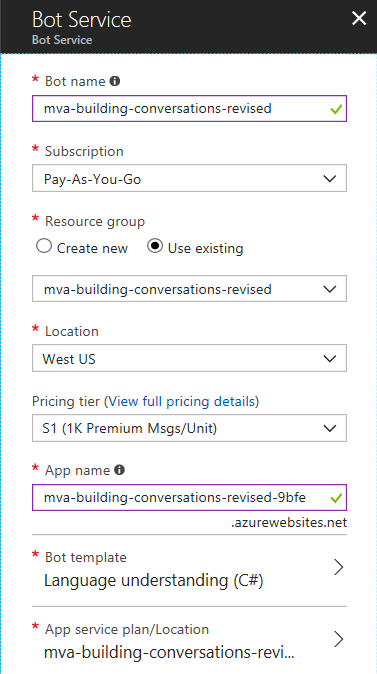 Bot Service
Bot Service
* Bot name
mva-building-conversations-revised
* Subscription
Pay-As-You-Go
* Resource group
Create new Use existing
mva-building-conversations-revised
* Location
West US
Pricing tier (View full pricing details)
S1 (1K Premium Msgs/Unit)
* App name
mva-building-conversations-revised-9bfe
.azurewebsites.net
* Bot template
Language understanding (C#)
* App service plan/Location
mva-building-conversations-revi...